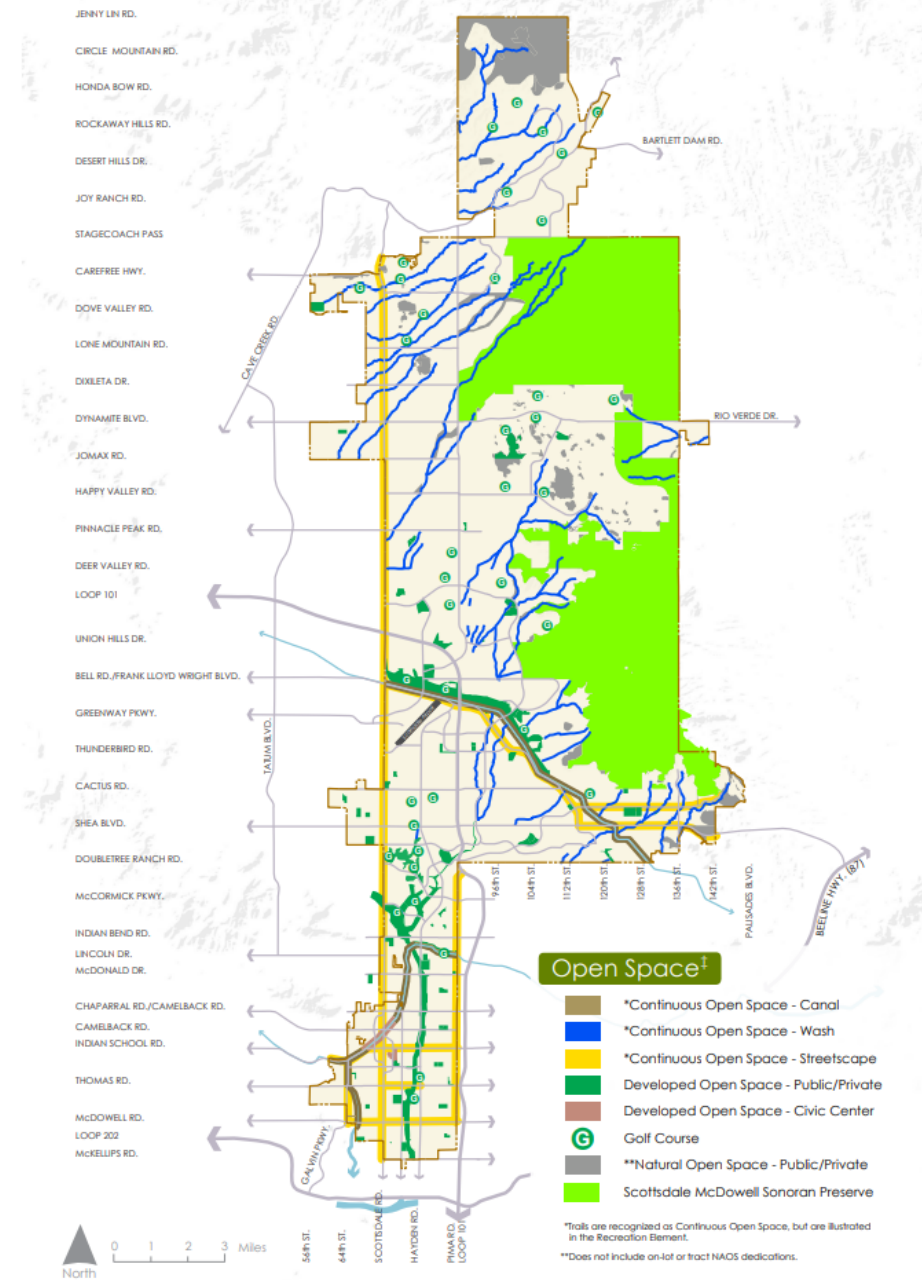 JENNY LIN RD.
CIRCLE MOUNTAIN RD.
HONDA BOW RD.
ROCKAWAY HILLS RD.
BARTLETT DAM RD.
DESERT HILLS DR.
JOY RANCH RD.
STAGECOACH PASS
CAREFREE HWY.
DOVE VALLEY RD.
LONE MOUNTAIN RD.
CAVE CREEK RD.
DIXILETA DR.
DYNAMITE BLVD.
RIO VERDE DR.
JOMAX RD.
HAPPY VALLEY RD.
PINNACLE PEAK RD.
DEER VALLEY RD.
LOOP 101
UNION HILLS DR.
BELL RD./FRANK LLOYD WRIGHT BLVD.
GREENWAY PKWY.
TATUM BLVD.
THUNDERBIRD RD.
CACTUS RD.
SHEA BLVD.
DOUBLETREE RANCH RD.
McCORMICK PKWY.
96th ST.
104th ST.
112th ST.
120th ST.
128th ST.
136th ST.
142th ST.
PALISADES BLVD.
BEELINE HWY. (87)
INDIAN BEND RD.
LINCOLN DR.
McDONALD DR.
CHAPARRAL RD./CAMELBACK RD.
CAMELBACK RD.
INDIAN SCHOOL RD.
THOMAS RD.
McDOWELL RD.
LOOP 202
McKELLIPS RD.
GALVIN PKWY.
56th ST.
64th ST.
SCOTTSDALE RD.
HAYDEN RD.
PIMA RD.
LOOP 101
Open Space‡
*Continuous Open Space - Canal
*Continuous Open Space - Wash
*Continuous Open Space - Streetscape
Developed Open Space - Public/Private
Developed Open Space - Civic Center
G Golf Course
**Natural Open Space - Public/Private
Scottsdale McDowell Sonoran Preserve
*Trails are recognized as Continuous Open Space, but are illustrated
in the Recreation Element.
**Does not include on-lot or tract NAOS dedications.
0 1 2 3 Miles
North